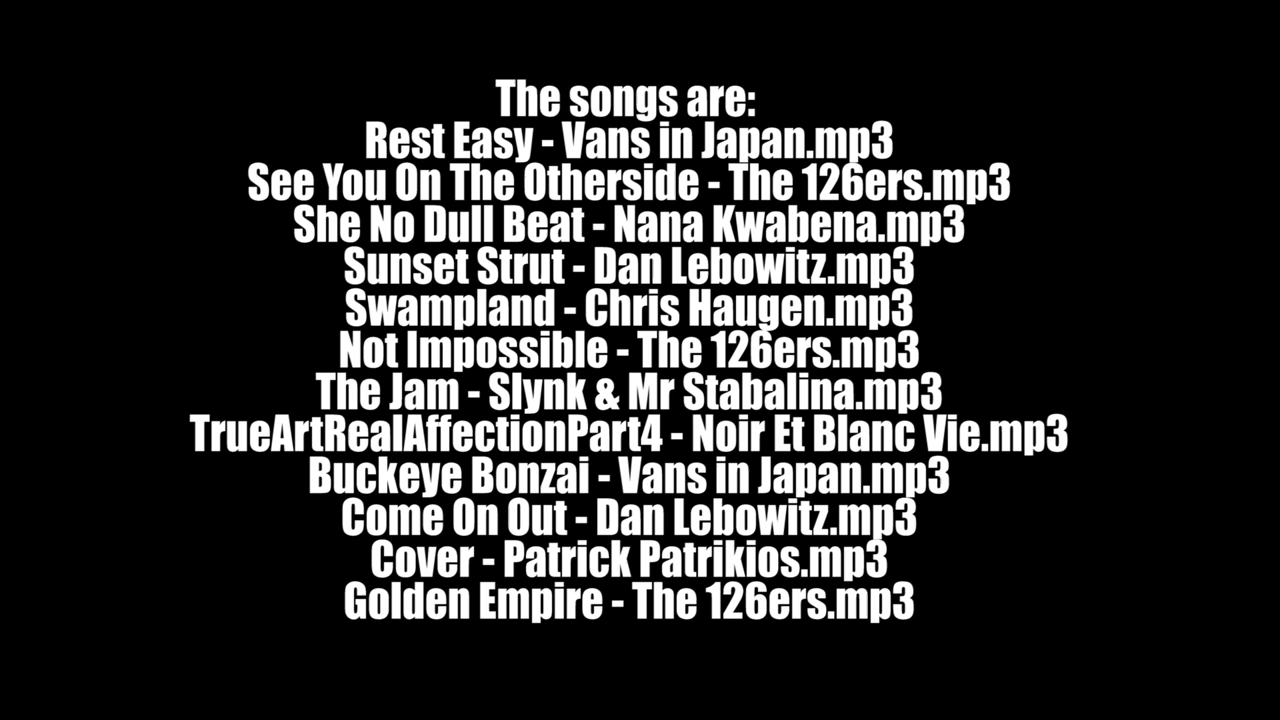 The songs are:
Rest Easy - Vans in Japan.mp3
See You On The Otherside - The 126ers.mp3
She No Dull Beat - Nana Kwabena.mp3
Sunset Strut - Dan Lebowitz.mp3
Swampland - Chris Haugen.mp3
Not Impossible - The 126ers.mp3
The Jam - Slynk & Mr Stabalina.mp3
TrueArtRealAffectionPart4 - Noir Et Blanc Vie.mp3
Buckeye Bonzai - Vans in Japan.mp3
Come On Out - Dan Lebowitz.mp3
Cover - Patrick Patrikios.mp3
Golden Empire - The 126ers.mp3